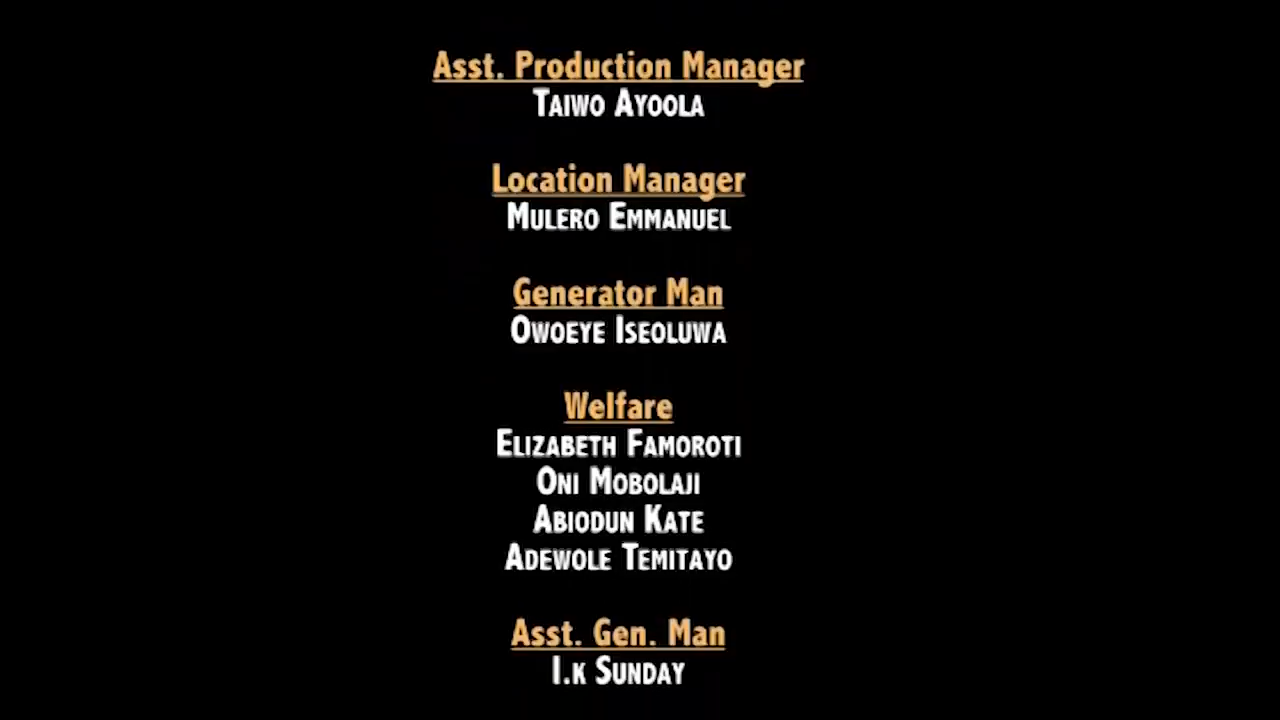 Asst. Production Manager
Taiwo Ayoola
Location Manager
Mulero Emmanuel
Generator Man
Owoeye Iseoluwa
Welfare
Elizabeth Famoroti
Oni Mobolaji
Abiodun Kate
Adewole Temitayo
Asst. Gen. Man
I.k Sunday